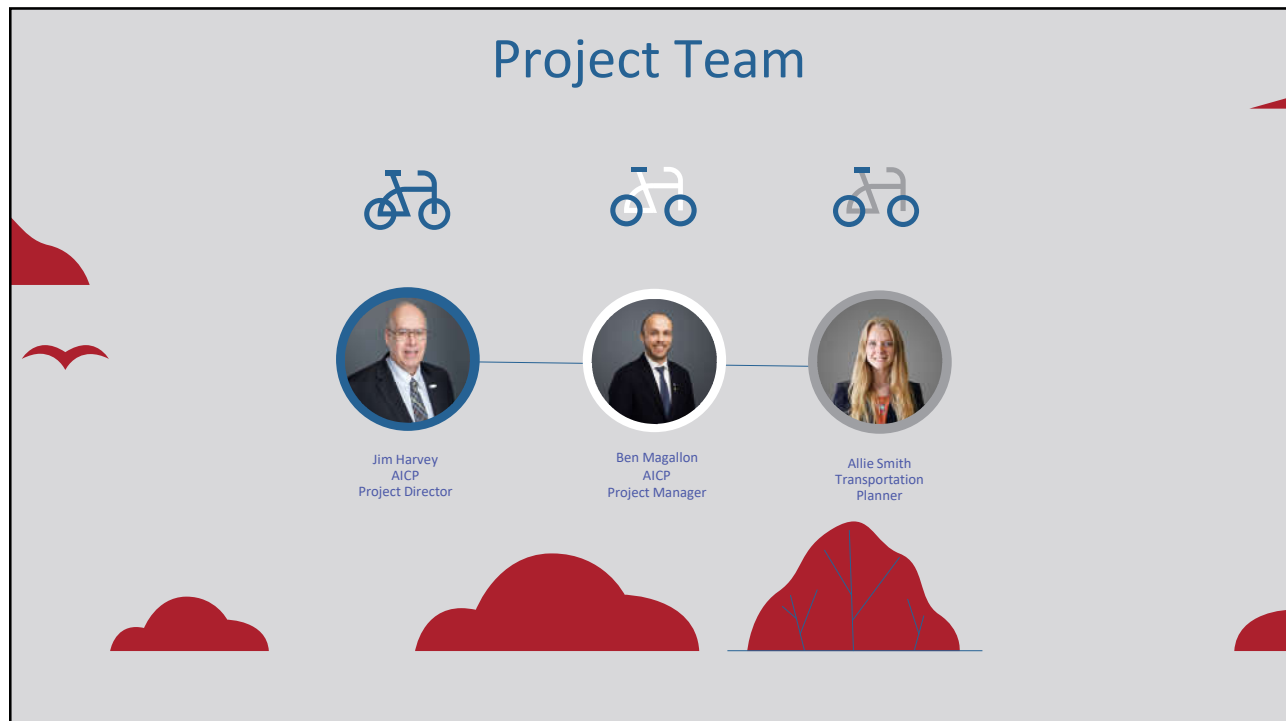 Project Team
Jim Harvey
AICP
Project Director
Ben Magallon
AICP
Project Manager
Allie Smith
Transportation
Planner